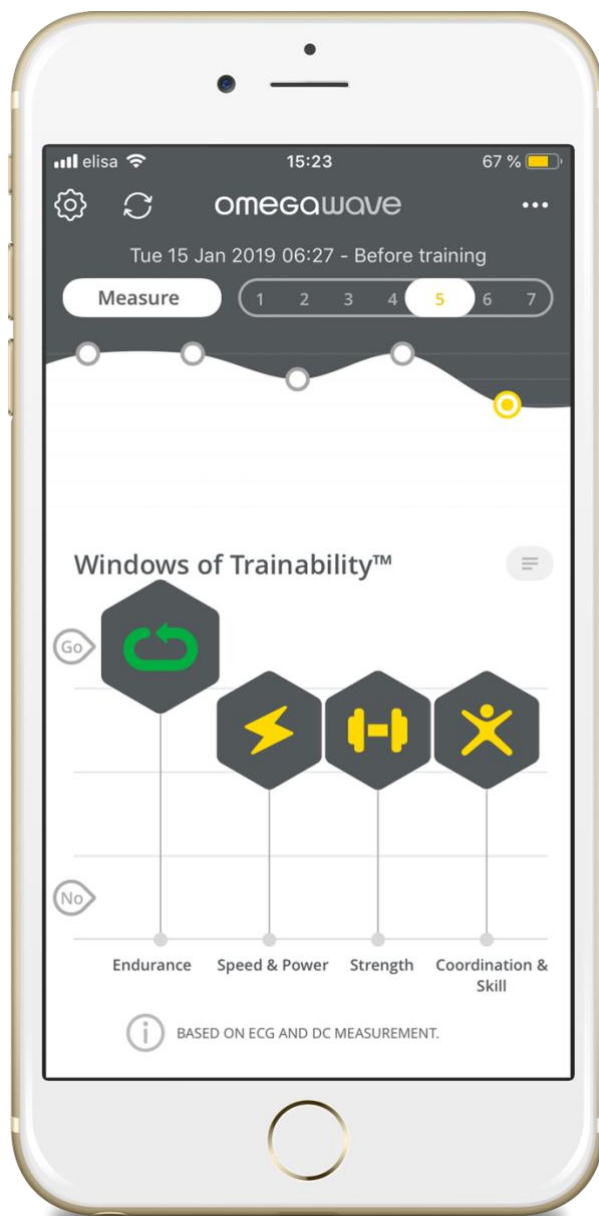 elisa 15:23 67 %
omegawave
Tue 15 Jan 2019 06:27 - Before training
Measure 1 2 3 4 5 6 7
Windows of Trainability™
Go
No
Endurance Speed & Power Strength Coordination &
Skill
i BASED ON ECG AND DC MEASUREMENT.